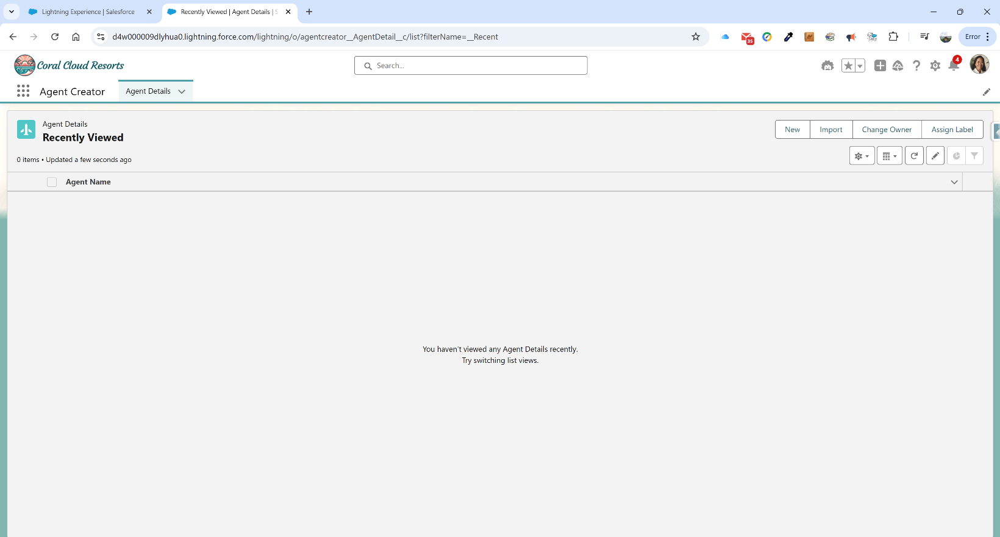 Lightning Experience | Salesforce
Recently Viewed | Agent Details | S
d4w000009dlyhua0.lightning.force.com/lightning/o/agentcreator__AgentDetail__c/list?filterName=__Recent
35
Error
Coral Cloud Resorts
Search...
4
Agent Creator
Agent Details
Agent Details
Recently Viewed
New
Import
Change Owner
Assign Label
0 items • Updated a few seconds ago
Agent Name
You haven't viewed any Agent Details recently.
Try switching list views.